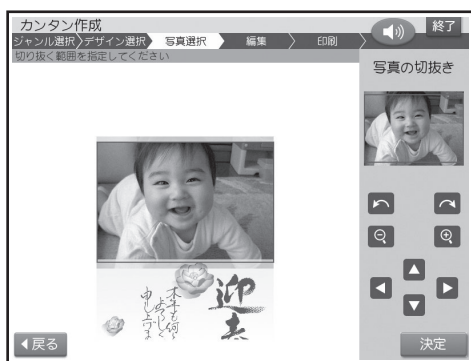 カンタン作成
終了
ジャンル選択
デザイン選択
写真選択
編集
印刷
切り抜く範囲を指定してください
写真の切抜き
迎春
本年も何卒
よろしく
申し上げます
戻る
決定